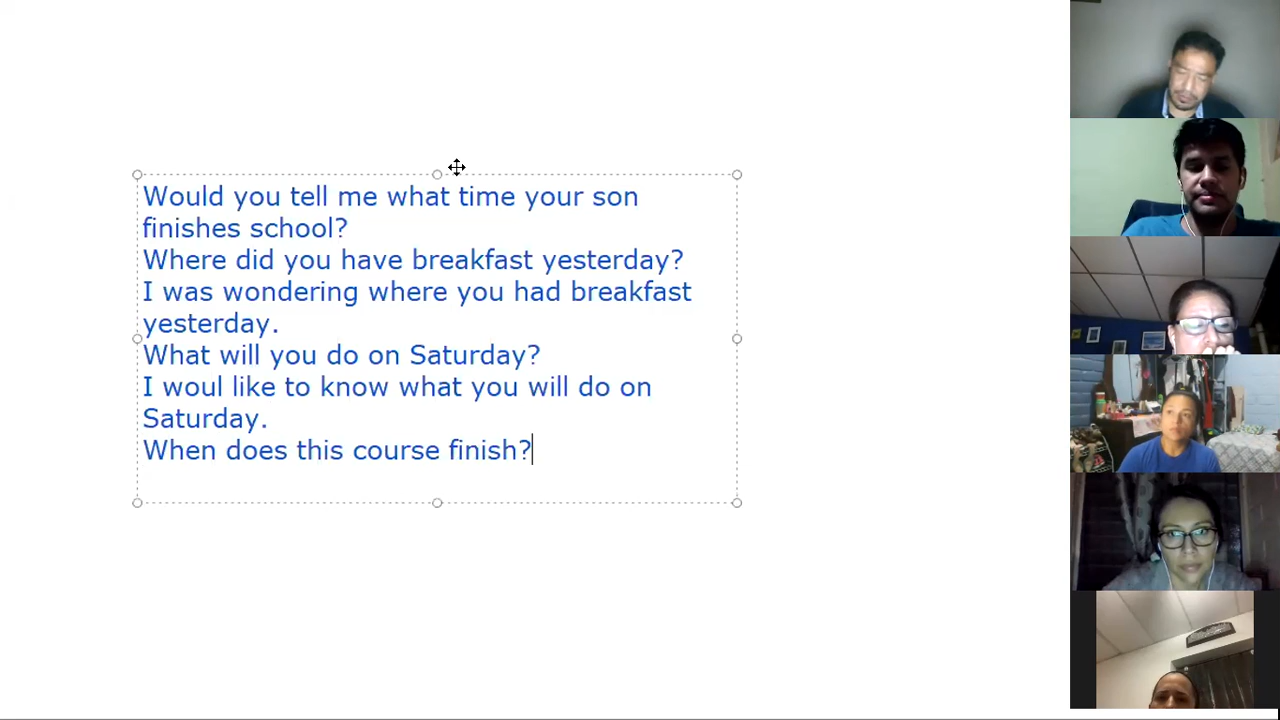 Would you tell me what time your son
finishes school?
Where did you have breakfast yesterday?
I was wondering where you had breakfast
yesterday.
What will you do on Saturday?
I woul like to know what you will do on
Saturday.
When does this course finish?